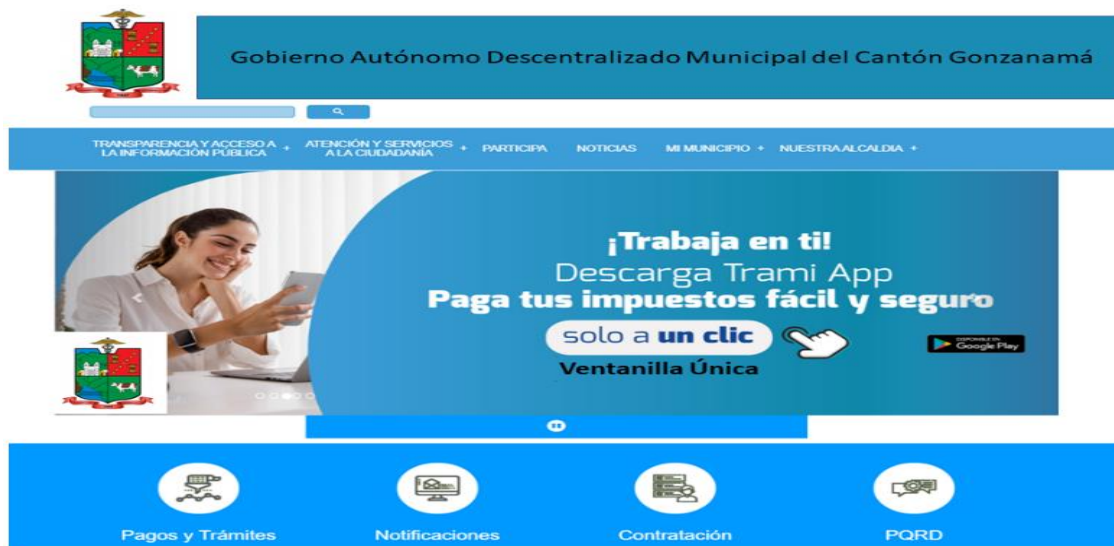 Gobierno Autónomo Descentralizado Municipal del Cantón Gonzanamá
TRANSPARENCIA Y ACCESO A
LA INFORMACIÓN PÚBLICA +
ATENCIÓN Y SERVICIOS
A LA CIUDADANÍA +
PARTICIPA
NOTICIAS
MI MUNICIPIO +
NUESTRA ALCALDIA +
¡Trabaja en ti!
Descarga Trami App
Paga tus impuestos fácil y seguro
solo a un clic
DISPONIBLE EN
Google Play
Ventanilla Única
Pagos y Trámites
Notificaciones
Contratación
PQRD